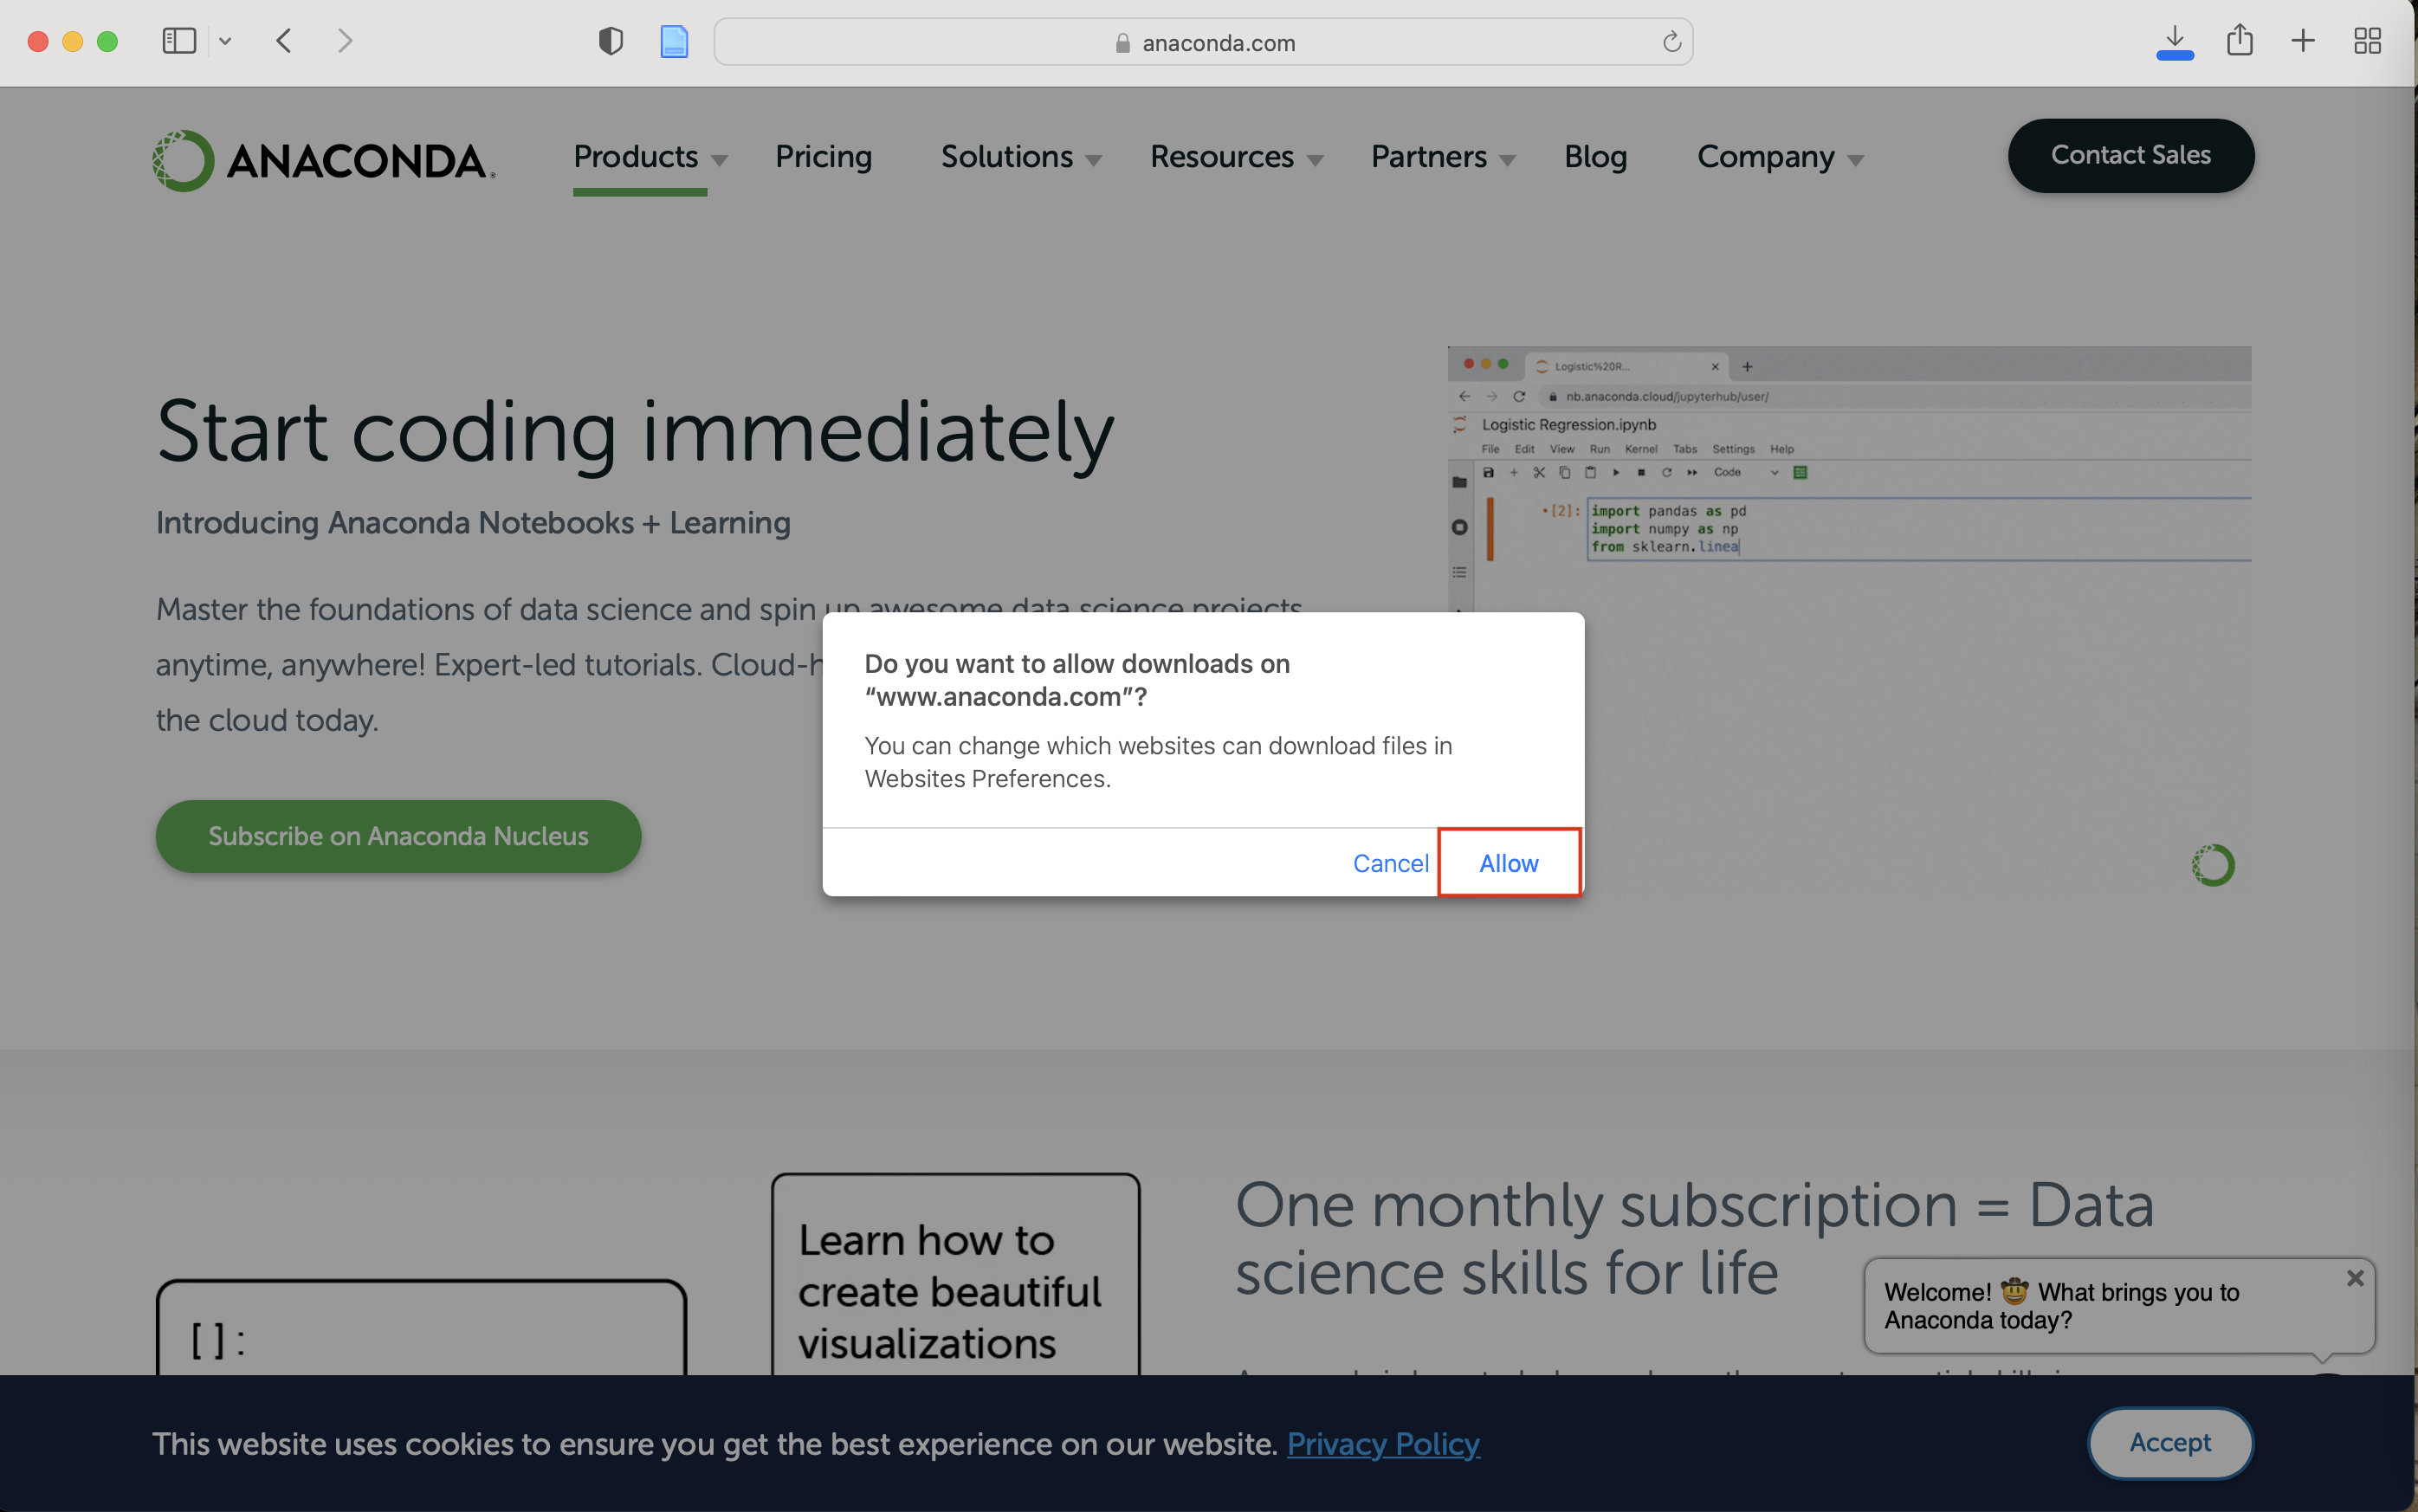 anaconda.com
ANACONDA®
Products
Pricing
Solutions
Resources
Partners
Blog
Company
Contact Sales
Start coding immediately
Introducing Anaconda Notebooks + Learning
Master the foundations of data science and spin up awesome data science projects
anytime, anywhere! Expert-led tutorials. Cloud-h
the cloud today.
Subscribe on Anaconda Nucleus
Logistic%20R...
nb.anaconda.cloud/jupyterhub/user/
Logistic Regression.ipynb
File Edit View Run Kernel Tabs Settings Help
Code
[2]: import pandas as pd
import numpy as np
from sklearn.linea
Do you want to allow downloads on
“www.anaconda.com”?
You can change which websites can download files in
Websites Preferences.
Cancel
Allow
[ ]:
Learn how to
create beautiful
visualizations
One monthly subscription = Data
science skills for life
Welcome! 🤠 What brings you to
Anaconda today?
This website uses cookies to ensure you get the best experience on our website. Privacy Policy
Accept